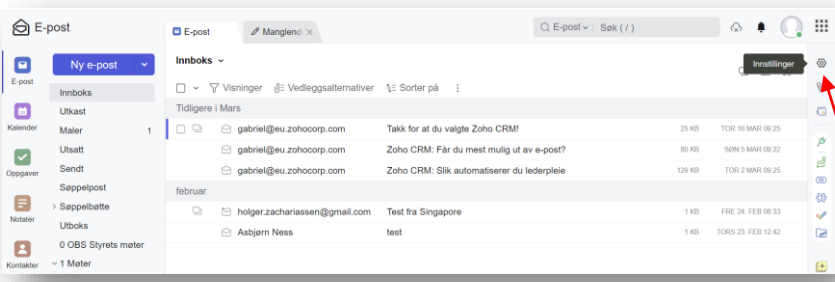 E-post
E-post
Manglend
E-post
Søk ( / )
Ny e-post
Innboks
Innstillinger
E-post
Innboks
Visninger
Vedleggsalternativer
Sorter på
Utkast
Tidligere i Mars
Kalender
Maler 1
gabriel@eu.zohocorp.com Takk for at du valgte Zoho CRM! 25 KB TOR 16 MAR 09:25
Utsatt
gabriel@eu.zohocorp.com Zoho CRM: Får du mest mulig ut av e-post? 80 KB SØN 5 MAR 09:22
Oppgaver
Sendt
gabriel@eu.zohocorp.com Zoho CRM: Slik automatiserer du lederpleie 129 KB TOR 2 MAR 09:25
Søppelpost
februar
Søppelbøtte
Notater
holger.zachariassen@gmail.com Test fra Singapore 1 KB FRE 24. FEB 08:33
Utboks
Asbjørn Ness test 1 KB TORS 23. FEB 12:42
0 OBS Styrets møter
Kontakter
1 Møter